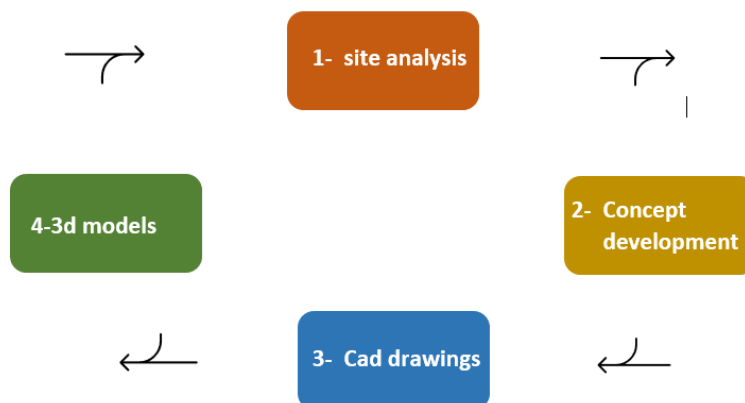 1- site analysis
2- Concept
development
3- Cad drawings
4-3d models